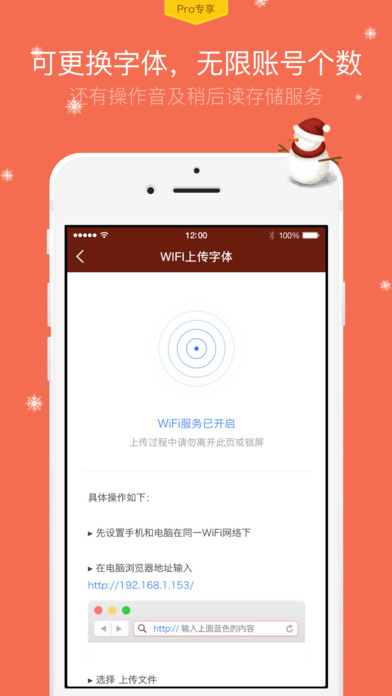 Pro专享
可更换字体，无限账号个数
还有操作音及稍后读存储服务
12:00
100%
WIFI上传字体
WiFi服务已开启
上传过程中请勿离开此页或锁屏
具体操作如下：
▸ 先设置手机和电脑在同一WiFi网络下
▸ 在电脑浏览器地址输入
http://192.168.1.153/
http:// 输入上面蓝色的内容
▸ 选择 上传文件